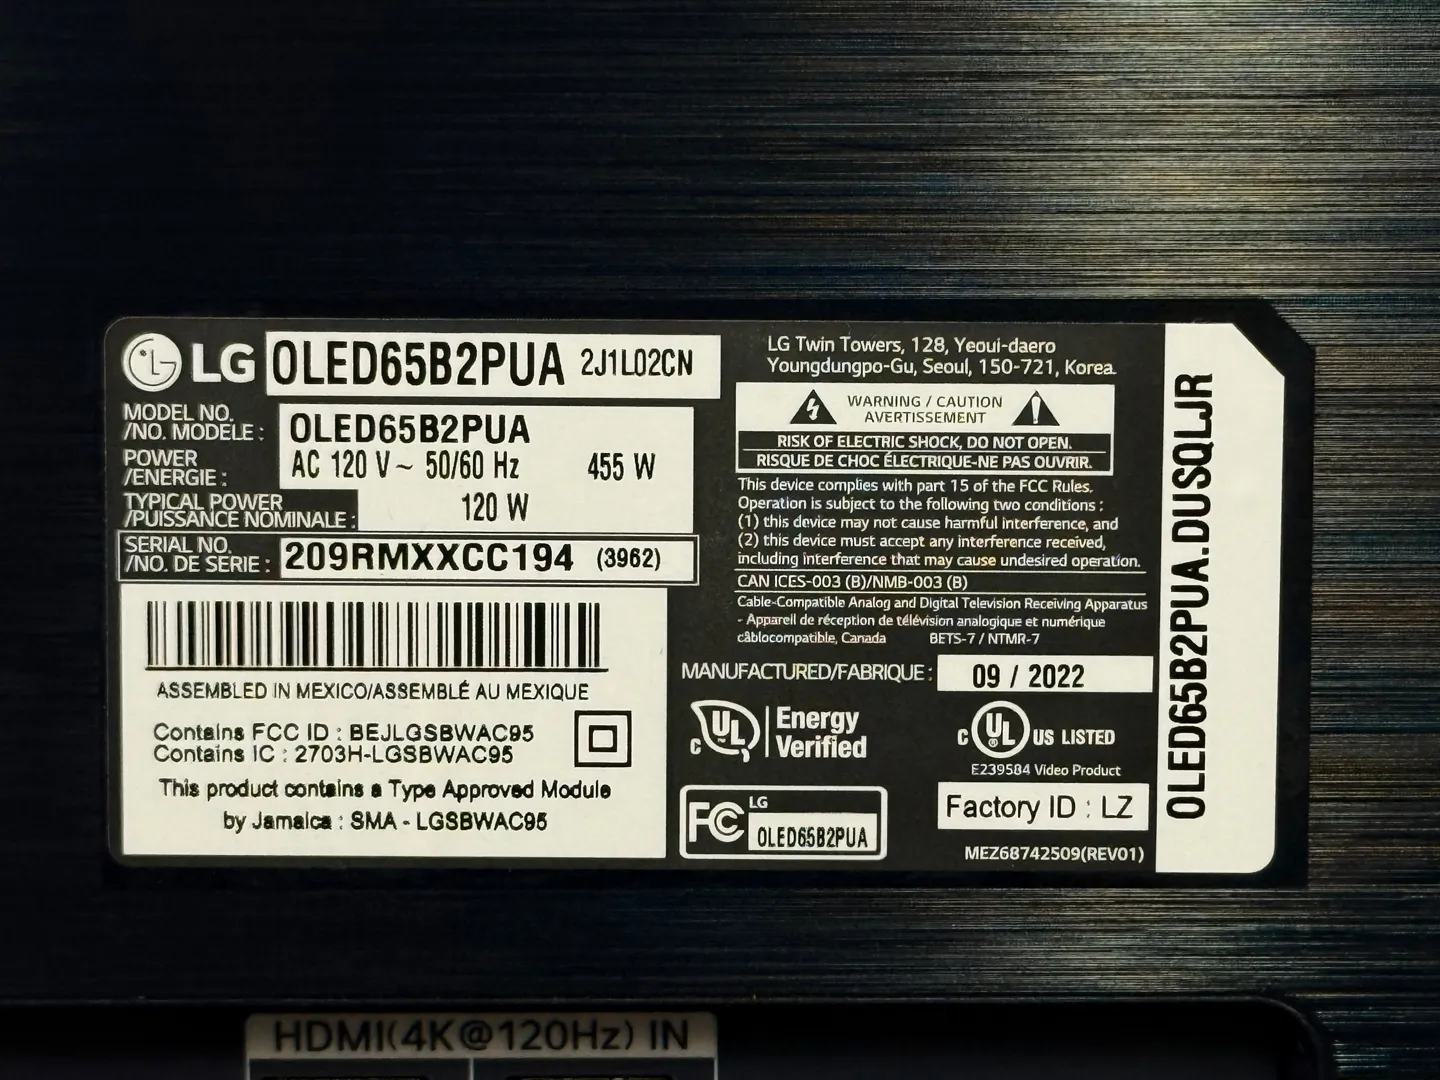 LG OLED65B2PUA 2J1L02CN
MODEL NO.
/NO. MODÈLE : OLED65B2PUA
POWER
/ÉNERGIE : AC 120 V ~ 50/60 Hz 455 W
TYPICAL POWER
/PUISSANCE NOMINALE : 120 W
SERIAL NO.
/NO. DE SÉRIE : 209RMXXCC194 (3962)
ASSEMBLED IN MEXICO/ASSEMBLÉ AU MEXIQUE
Contains FCC ID : BEJLGSBWAC95
Contains IC : 2703H-LGSBWAC95
This product contains a Type Approved Module
by Jamaica : SMA - LGSBWAC95
LG Twin Towers, 128, Yeoui-daero
Youngdungpo-Gu, Seoul, 150-721, Korea.
WARNING / CAUTION
AVERTISSEMENT
RISK OF ELECTRIC SHOCK, DO NOT OPEN.
RISQUE DE CHOC ÉLECTRIQUE-NE PAS OUVRIR.
This device complies with part 15 of the FCC Rules.
Operation is subject to the following two conditions :
(1) this device may not cause harmful interference, and
(2) this device must accept any interference received,
including interference that may cause undesired operation.
CAN ICES-003 (B)/NMB-003 (B)
Cable-Compatible Analog and Digital Television Receiving Apparatus
- Appareil de réception de télévision analogique et numérique
câblocompatible, Canada BETS-7 / NTMR-7
MANUFACTURED/FABRIQUÉ : 09 / 2022
c UL ™ Energy
Verified
c UL ® US LISTED
E239584 Video Product
FC LG
OLED65B2PUA
Factory ID : LZ
MEZ68742509(REV01)
OLED65B2PUA.DUSQLJR
HDMI(4K@120Hz) IN